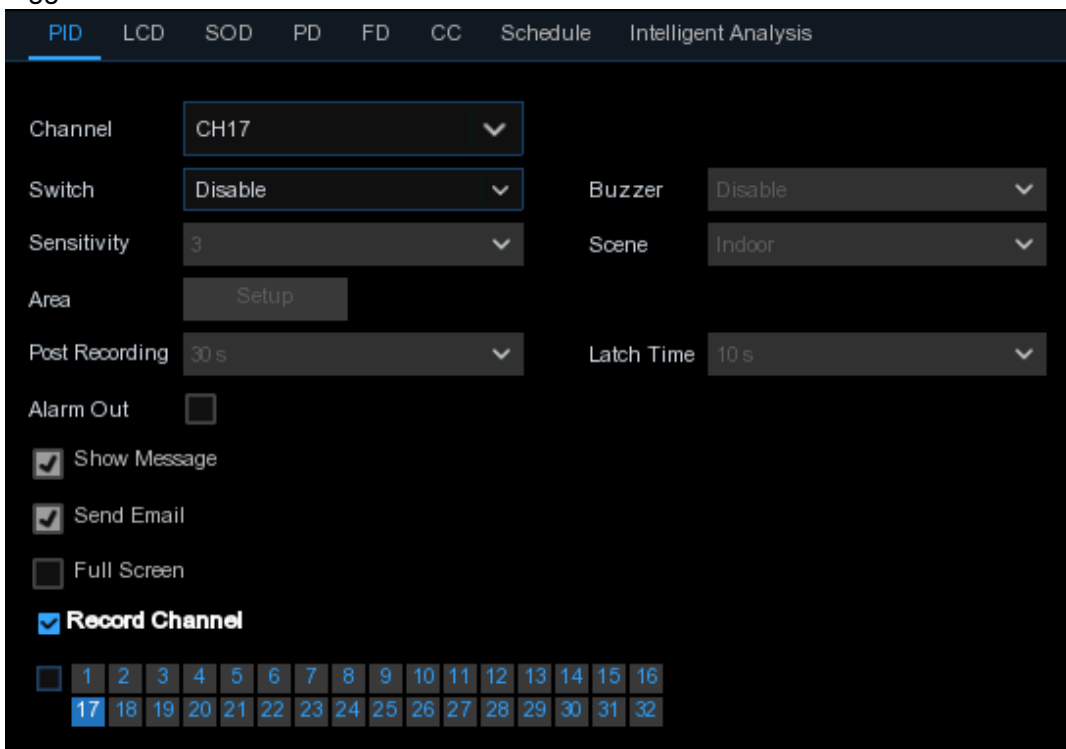 PID LCD SOD PD FD CC Schedule Intelligent Analysis
Channel CH17
Switch Disable Buzzer Disable
Sensitivity 3 Scene Indoor
Area Setup
Post Recording 30 s Latch Time 10 s
Alarm Out
Show Message
Send Email
Full Screen
Record Channel
1 2 3 4 5 6 7 8 9 10 11 12 13 14 15 16
17 18 19 20 21 22 23 24 25 26 27 28 29 30 31 32